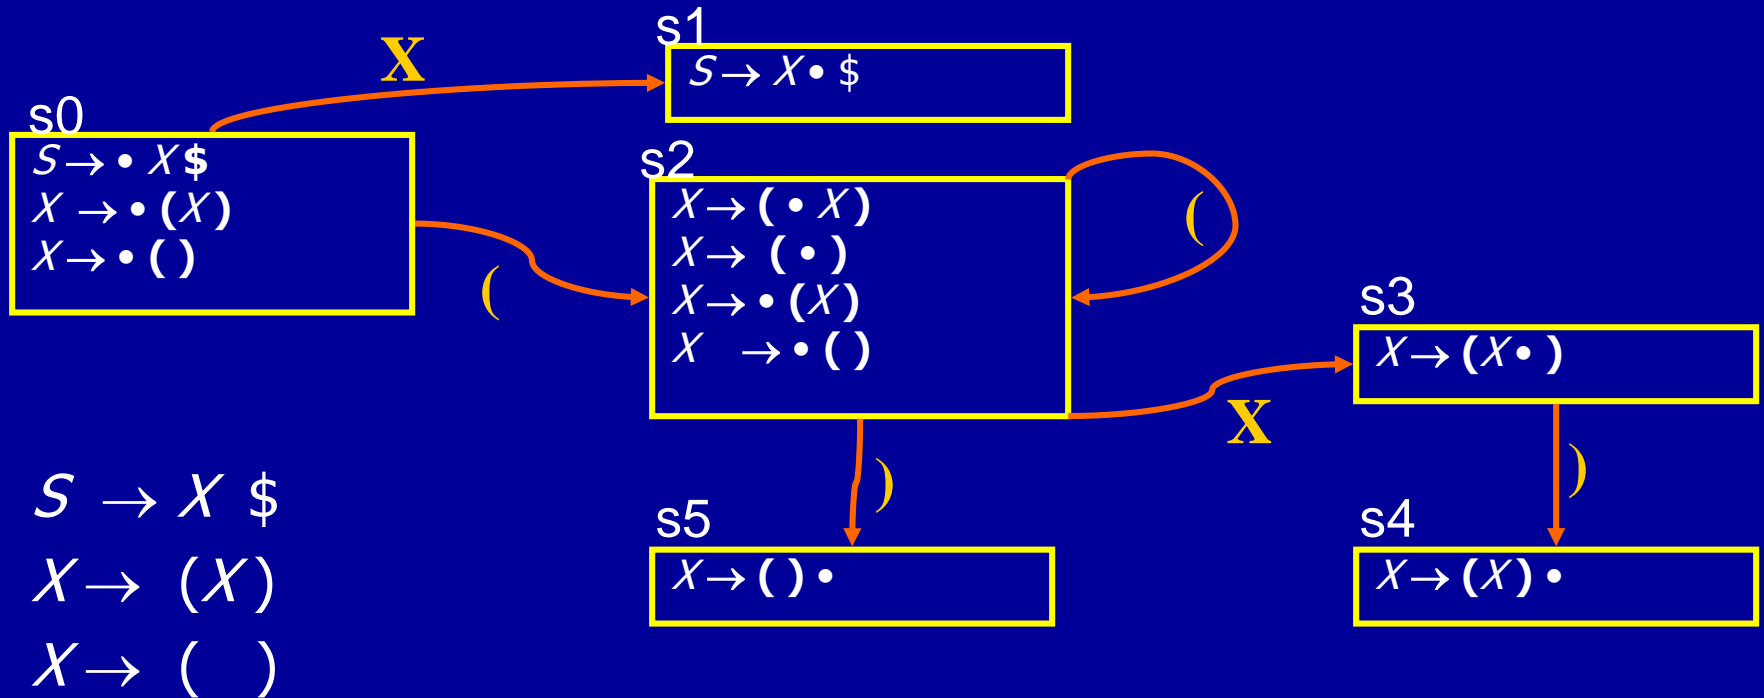 s0
S → • X $
X → • (X)
X → • ( )
X
s1
S → X • $
(
s2
X → ( • X )
X → ( • )
X → • (X)
X → • ( )
(
X
s3
X → (X • )
)
s5
X → ( ) •
)
s4
X → (X) •
S → X $
X → (X)
X → ( )